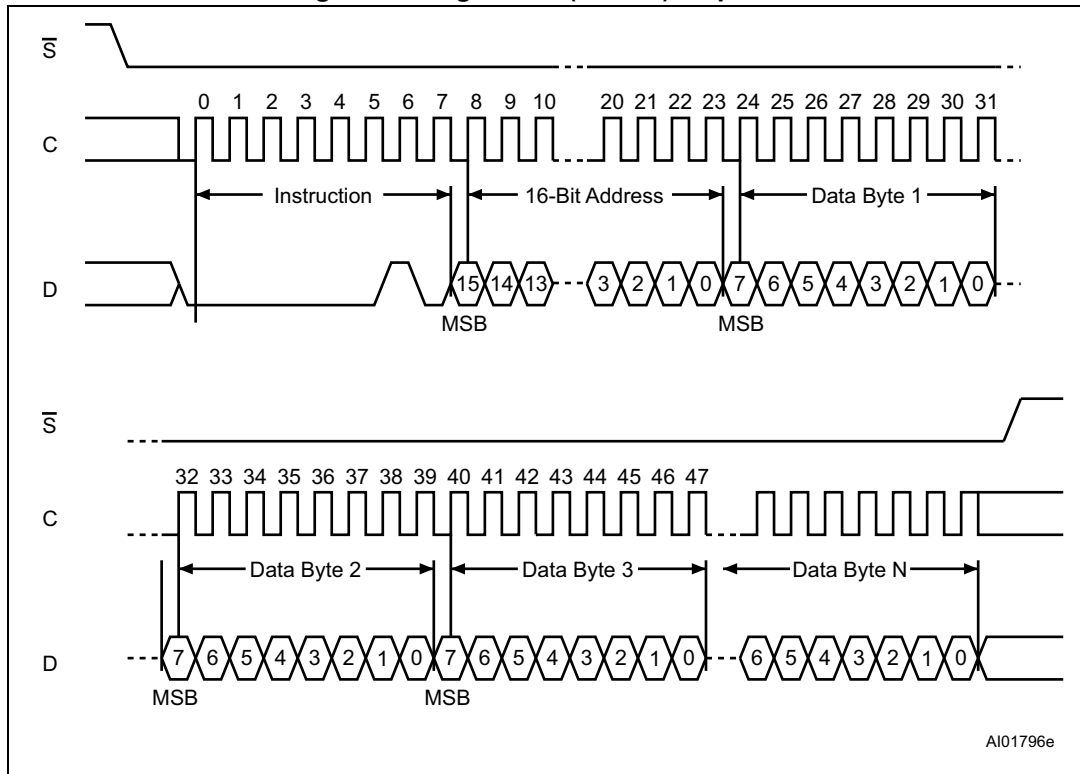 S
0 1 2 3 4 5 6 7 8 9 10 20 21 22 23 24 25 26 27 28 29 30 31
C
Instruction 16-Bit Address Data Byte 1
D 15 14 13 3 2 1 0 7 6 5 4 3 2 1 0
MSB MSB
S
32 33 34 35 36 37 38 39 40 41 42 43 44 45 46 47
C
Data Byte 2 Data Byte 3 Data Byte N
D 7 6 5 4 3 2 1 0 7 6 5 4 3 2 1 0 6 5 4 3 2 1 0
MSB MSB
AI01796e